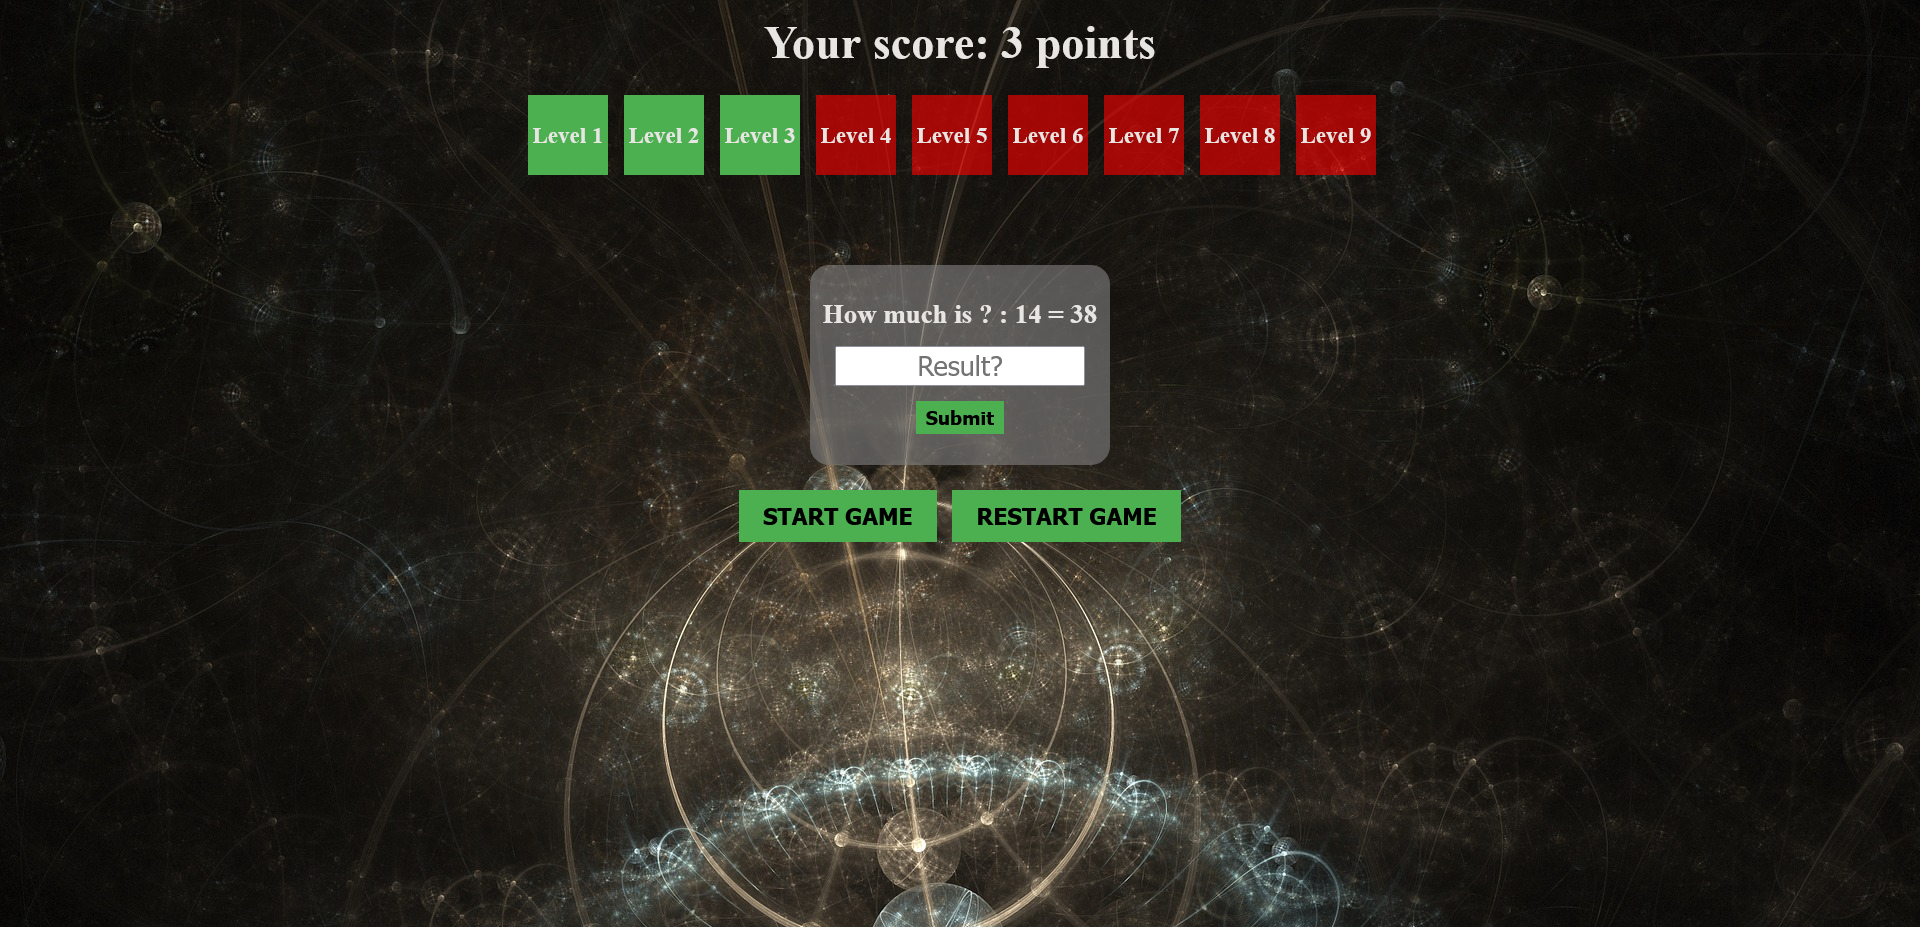 Your score: 3 points
Level 1 Level 2 Level 3 Level 4 Level 5 Level 6 Level 7 Level 8 Level 9
How much is ? : 14 = 38
Result?
Submit
START GAME RESTART GAME